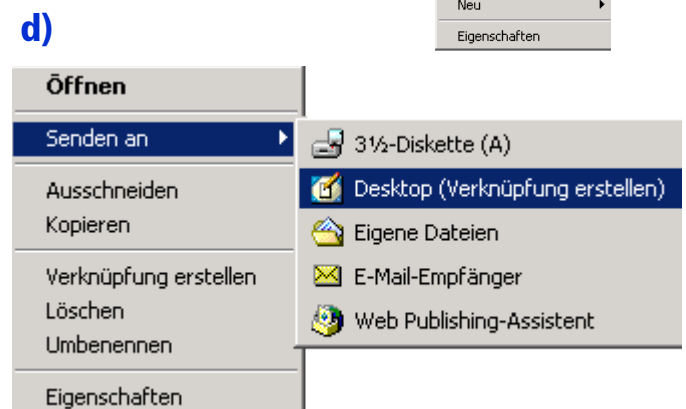 Neu
Eigenschaften
d)
Öffnen
Senden an
Ausschneiden
Kopieren
Verknüpfung erstellen
Löschen
Umbenennen
Eigenschaften
3½-Diskette (A)
Desktop (Verknüpfung erstellen)
Eigene Dateien
E-Mail-Empfänger
Web Publishing-Assistent